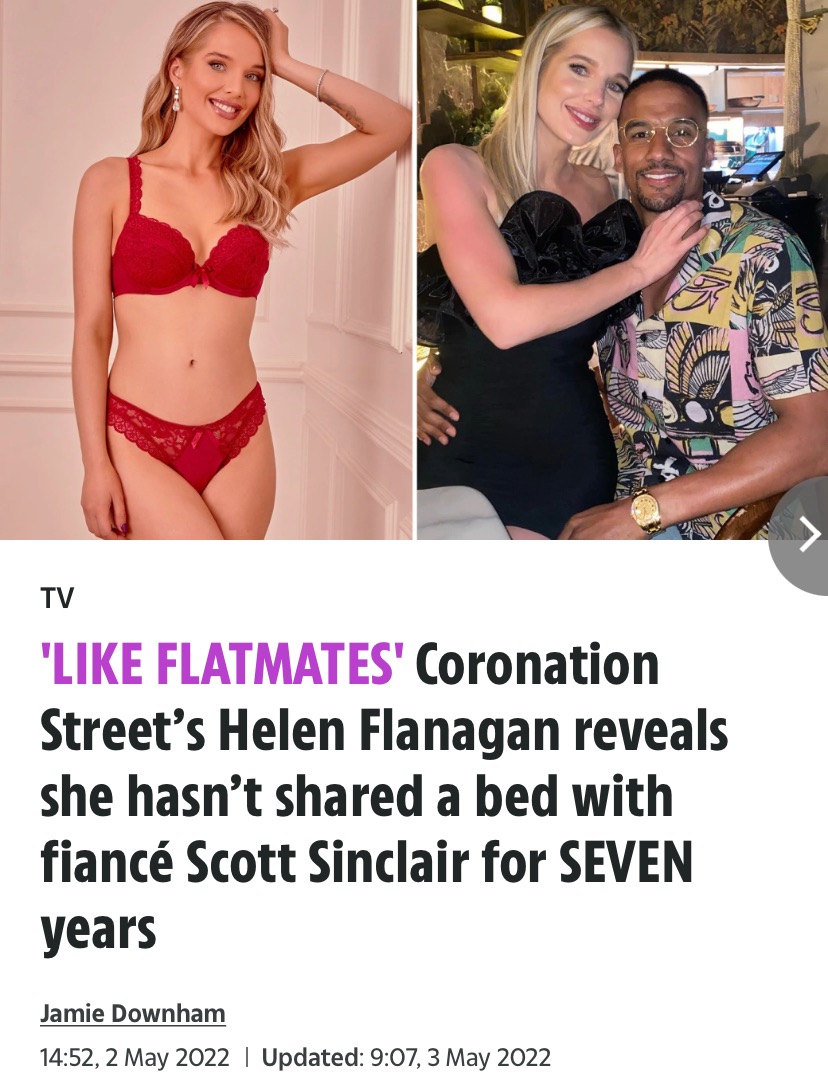 TV
'LIKE FLATMATES' Coronation
Street’s Helen Flanagan reveals
she hasn’t shared a bed with
fiancé Scott Sinclair for SEVEN
years
Jamie Downham
14:52, 2 May 2022 | Updated: 9:07, 3 May 2022